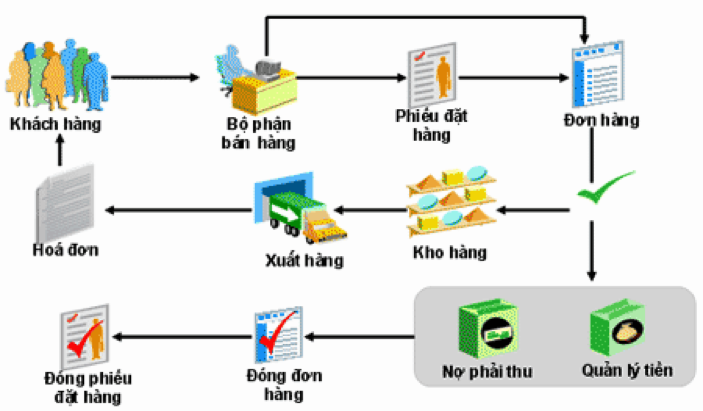 Khách hàng
Bộ phận
bán hàng
Phiếu đặt
hàng
Đơn hàng
Hoá đơn
Xuất hàng
Kho hàng
Đóng phiếu
đặt hàng
Đóng đơn
hàng
Nợ phải thu
Quản lý tiền